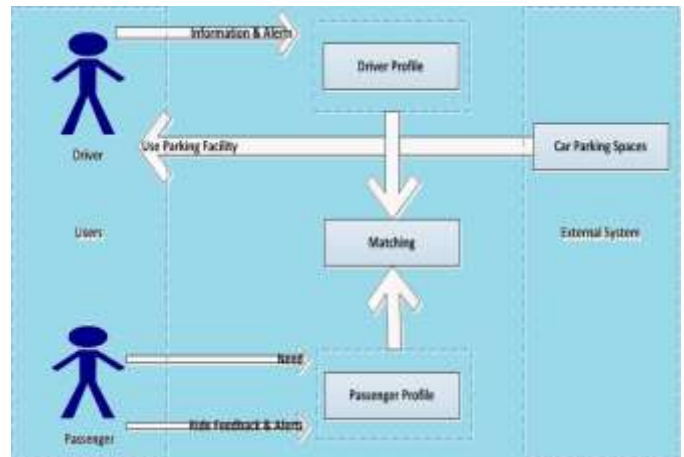 Information & Alerts
Driver Profile
Driver
Use Parking Facility
Car Parking Spaces
Users
Matching
External System
Need
Passenger Profile
Ride Feedback & Alerts
Passenger